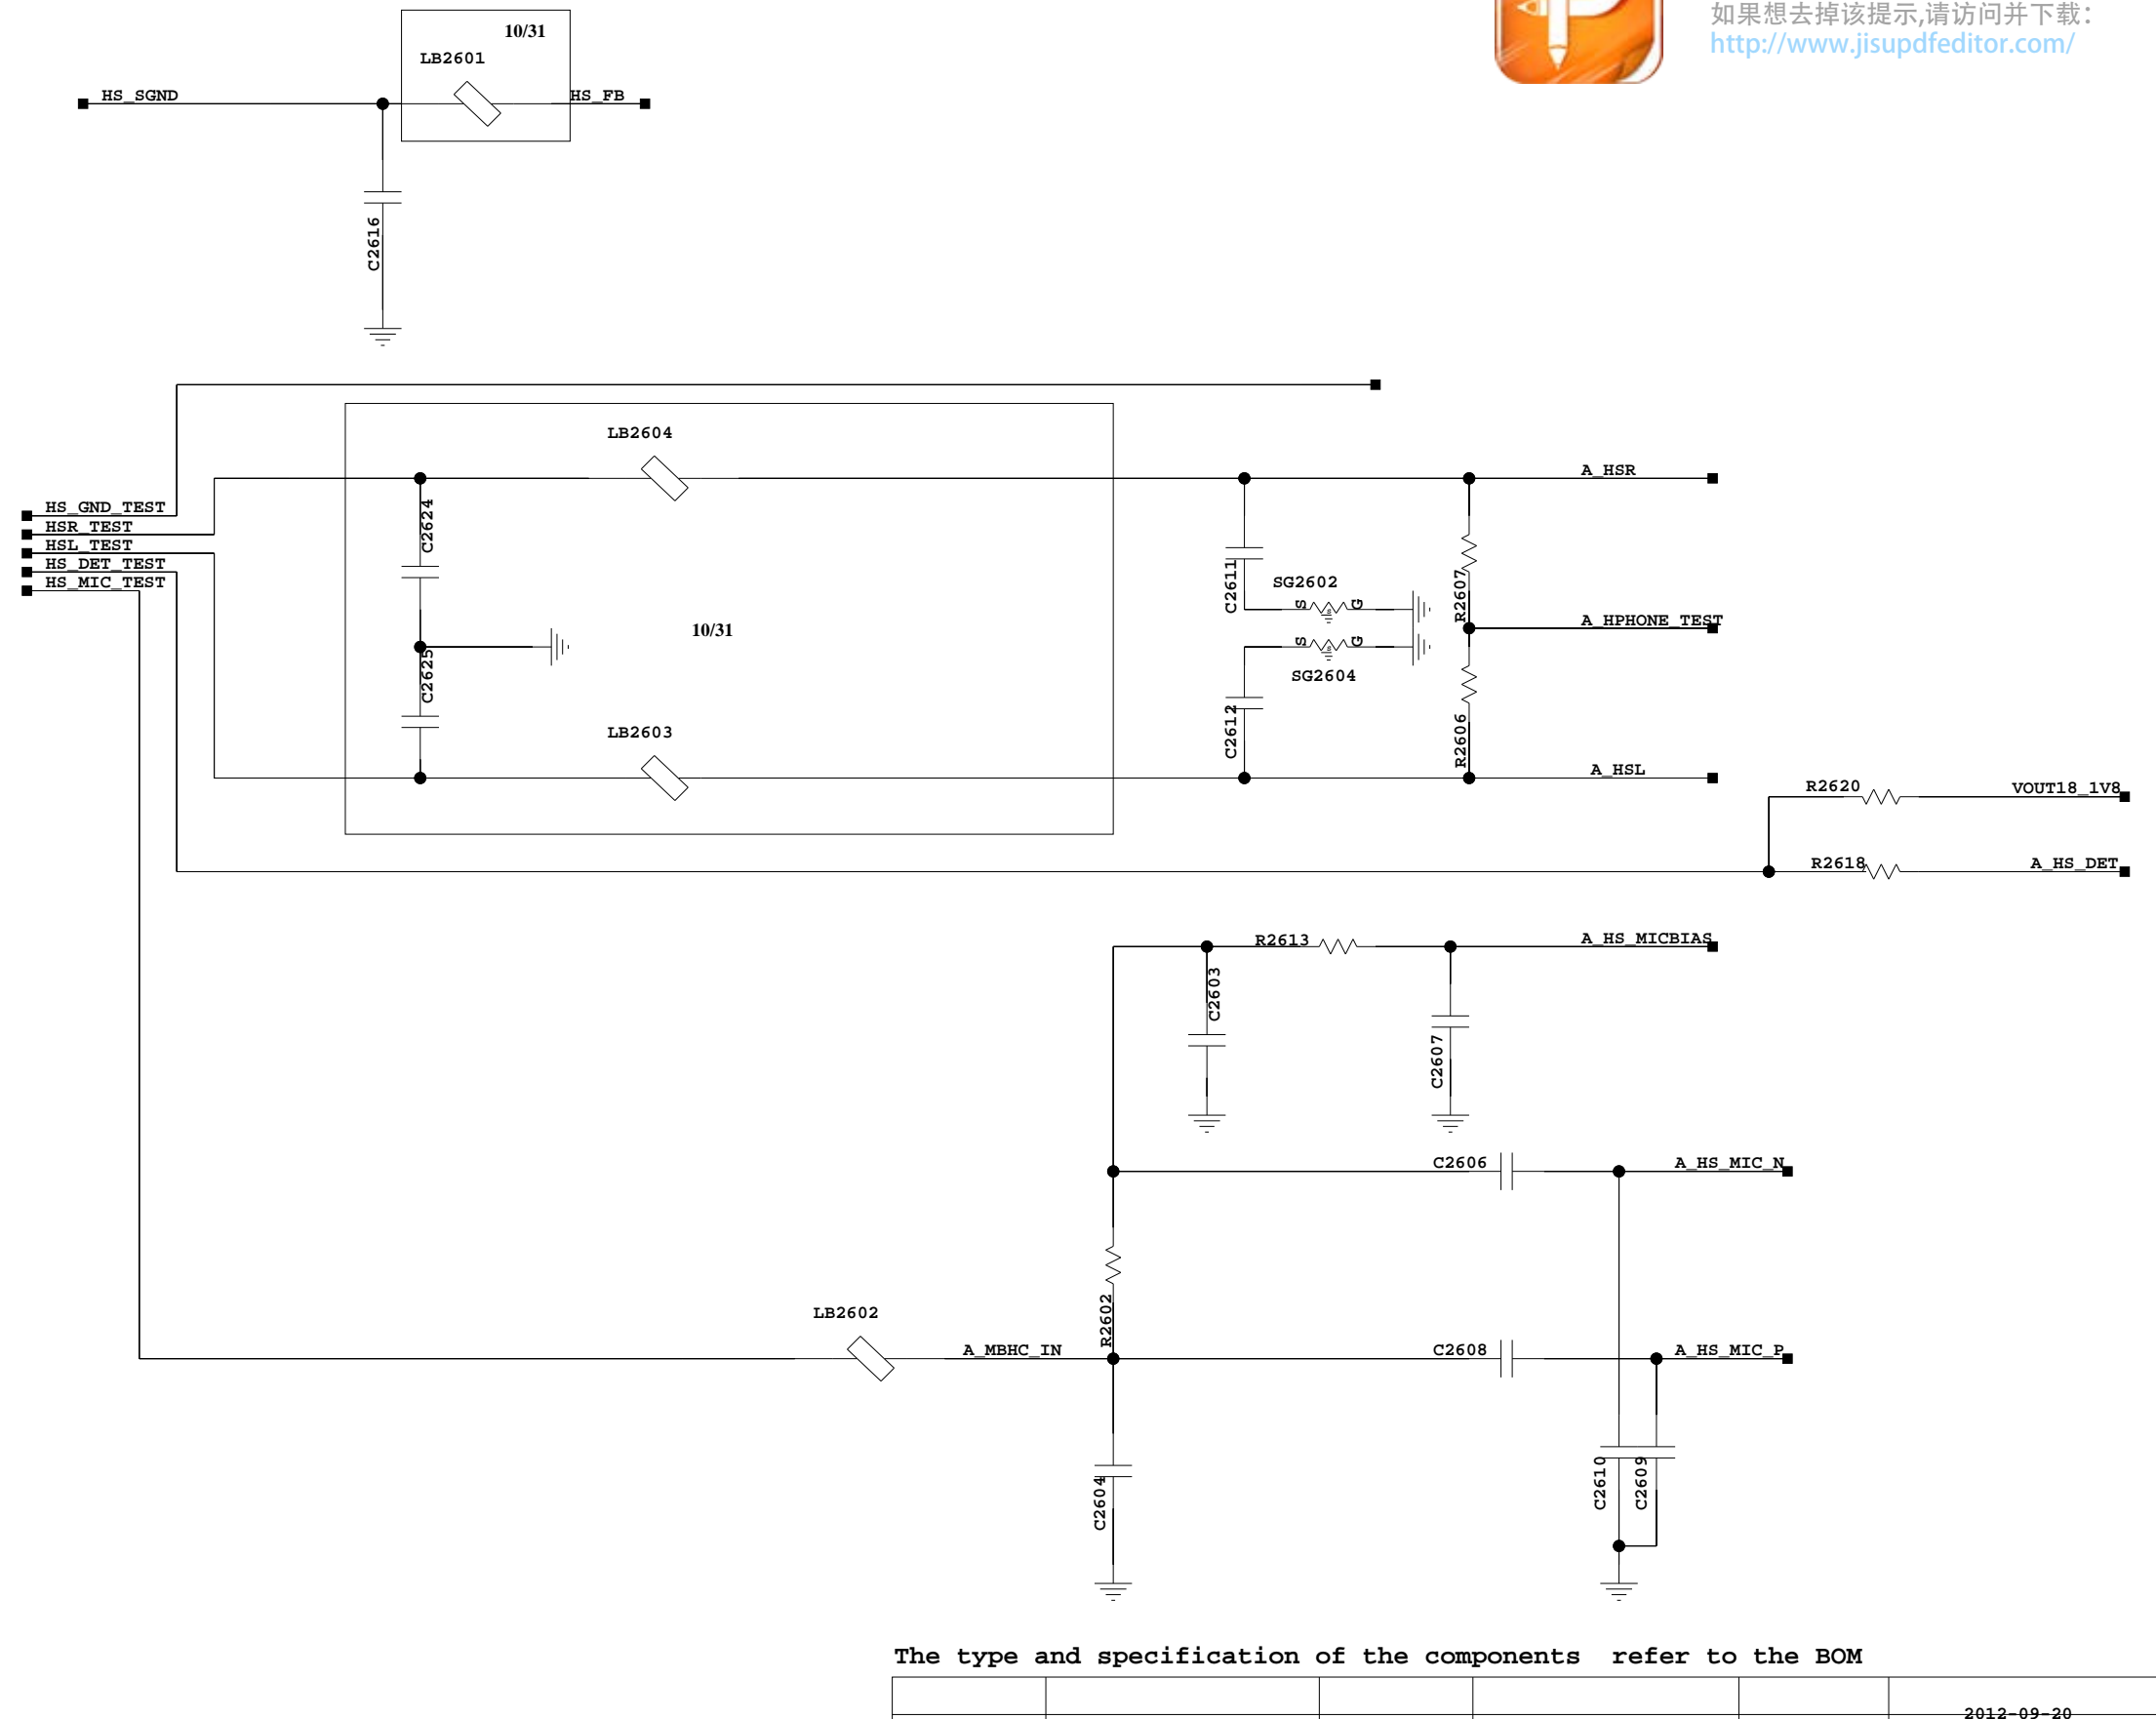 如果想去掉该提示,请访问并下载：
http://www.jisupdfeditor.com/
10/31
LB2601
HS_SGND
HS_FB
C2616
LB2604
A_HSR
HS_GND_TEST
HSR_TEST
HSL_TEST
HS_DET_TEST
HS_MIC_TEST
C2624
C2611
SG2602
S
G
R2607
A_HPHONE_TEST
10/31
S
G
C2625
SG2604
C2612
R2606
LB2603
A_HSL
R2620
VOUT18_1V8
R2618
A_HS_DET
R2613
A_HS_MICBIAS
C2603
C2607
C2606
A_HS_MIC_N
R2602
LB2602
A_MBHC_IN
C2608
A_HS_MIC_P
C2604
C2610
C2609
The type and specification of the components refer to the BOM
2012-09-20